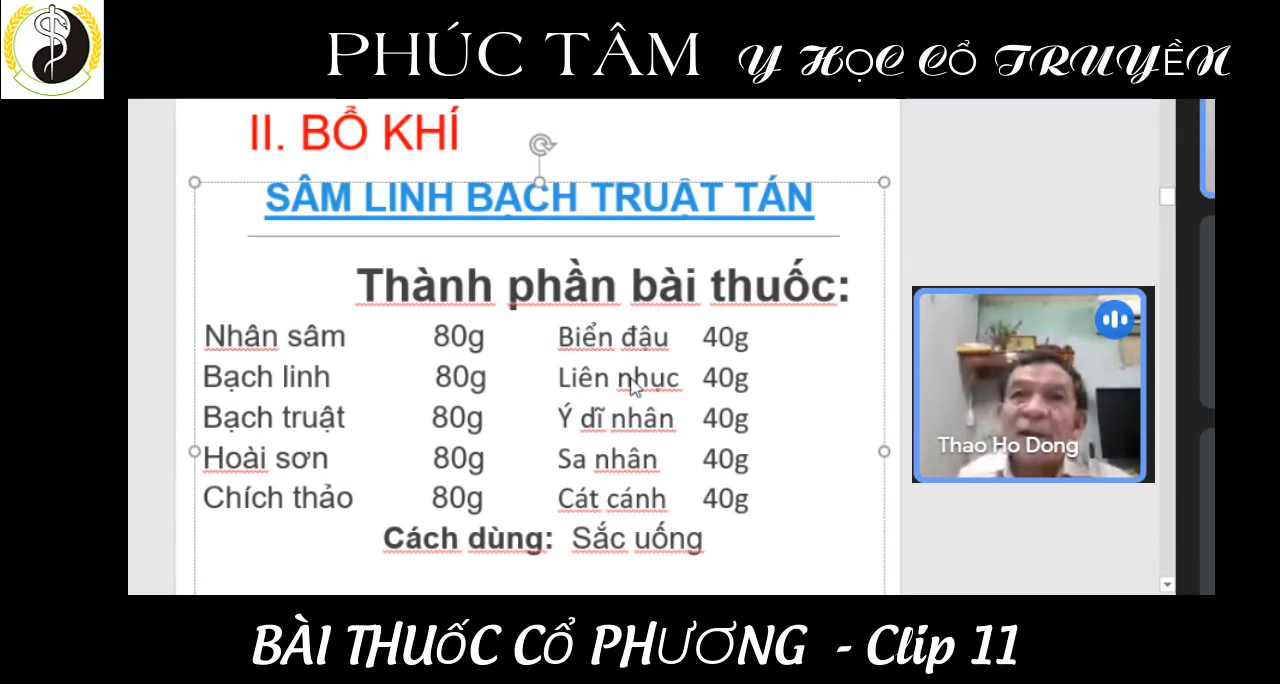 PHÚC TÂM Y HỌC CỔ TRUYỀN
II. BỔ KHÍ
SÂM LINH BẠCH TRUẬT TÁN
Thành phần bài thuốc:
Nhân sâm 80g Biển đậu 40g
Bạch linh 80g Liên nhục 40g
Bạch truật 80g Ý dĩ nhân 40g
Hoài sơn 80g Sa nhân 40g
Chích thảo 80g Cát cánh 40g
Cách dùng: Sắc uống
Thao Ho Dong
BÀI THUỐC CỔ PHƯƠNG - Clip 11